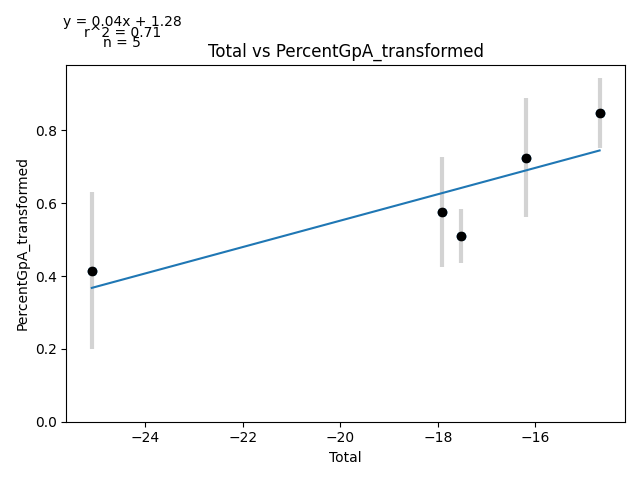 y = 0.04x + 1.28
r^2 = 0.71
n = 5
Total vs PercentGpA_transformed
PercentGpA_transformed
0.8
0.6
0.4
0.2
0.0
−24
−22
−20
−18
−16
Total